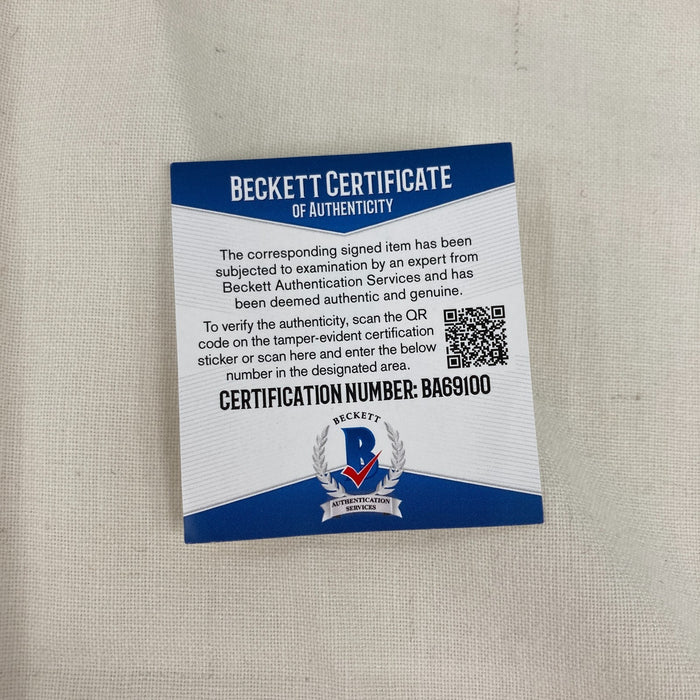 BECKETT CERTIFICATE
OF AUTHENTICITY
The corresponding signed item has been
subjected to examination by an expert from
Beckett Authentication Services and has
been deemed authentic and genuine.
To verify the authenticity, scan the QR
code on the tamper-evident certification
sticker or scan here and enter the below
number in the designated area.
CERTIFICATION NUMBER: BA69100
BECKETT
B
AUTHENTICATION
SERVICES